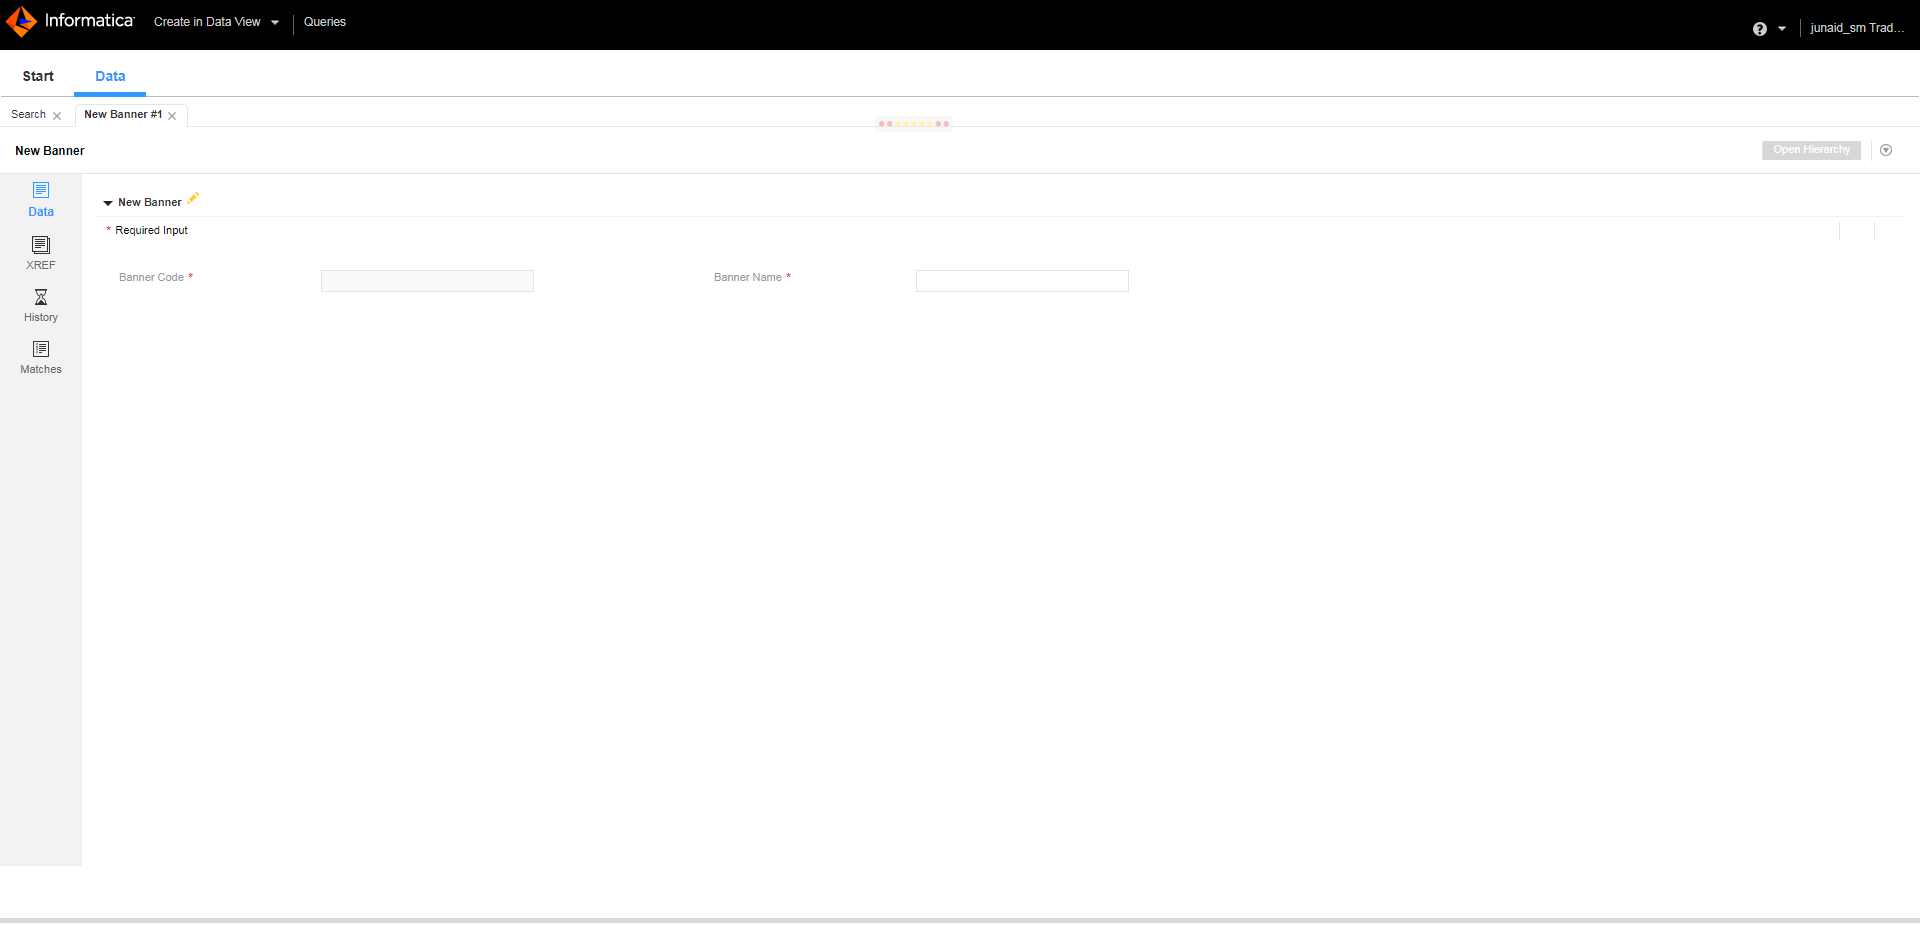 Informatica Create in Data View Queries junaid_sm Trad...
Start Data
Search New Banner #1
New Banner Open Hierarchy
Data
XREF
History
Matches
New Banner
* Required Input
Banner Code * Banner Name *